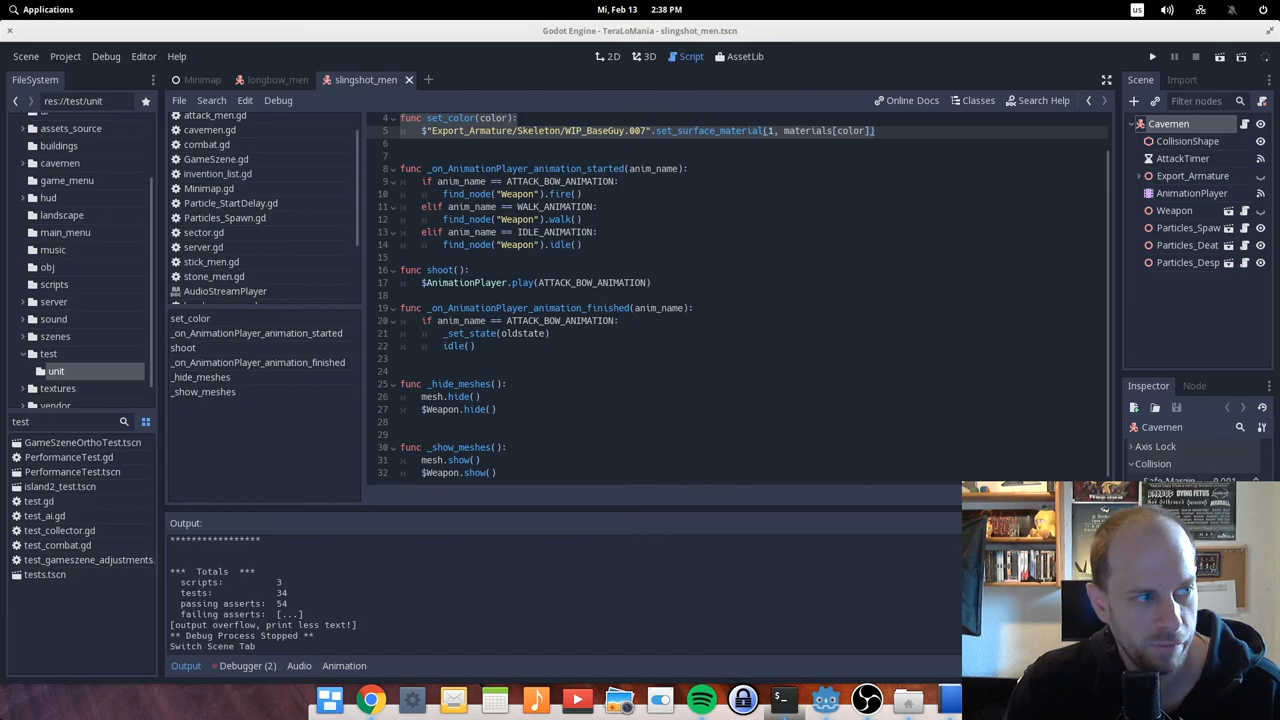 Applications
Mi, Feb 13 2:38 PM
us
Godot Engine - TeraLoMania - slingshot_men.tscn
Scene Project Debug Editor Help
2D 3D Script AssetLib
FileSystem
Minimap longbow_men slingshot_men
Scene Import
res://test/unit
File Search Edit Debug
Online Docs Classes Search Help
Filter nodes
assets_source
buildings
cavemen
game_menu
hud
landscape
main_menu
music
obj
scripts
server
sound
szenes
test
unit
textures
vendor
test
GameSzeneOrthoTest.tscn
PerformanceTest.gd
PerformanceTest.tscn
island2_test.tscn
test.gd
test_ai.gd
test_collector.gd
test_combat.gd
test_gameszene_adjustments.
tests.tscn
attack_men.gd
cavemen.gd
combat.gd
GameSzene.gd
invention_list.gd
Minimap.gd
Particle_StartDelay.gd
Particles_Spawn.gd
sector.gd
server.gd
stick_men.gd
stone_men.gd
AudioStreamPlayer
set_color
_on_AnimationPlayer_animation_started
shoot
_on_AnimationPlayer_animation_finished
_hide_meshes
_show_meshes
4 func set_color(color):
5 $"Export_Armature/Skeleton/WIP_BaseGuy.007".set_surface_material(1, materials[color])
6
7
8 func _on_AnimationPlayer_animation_started(anim_name):
9 if anim_name == ATTACK_BOW_ANIMATION:
10 find_node("Weapon").fire()
11 elif anim_name == WALK_ANIMATION:
12 find_node("Weapon").walk()
13 elif anim_name == IDLE_ANIMATION:
14 find_node("Weapon").idle()
15
16 func shoot():
17 $AnimationPlayer.play(ATTACK_BOW_ANIMATION)
18
19 func _on_AnimationPlayer_animation_finished(anim_name):
20 if anim_name == ATTACK_BOW_ANIMATION:
21 _set_state(oldstate)
22 idle()
23
24
25 func _hide_meshes():
26 mesh.hide()
27 $Weapon.hide()
28
29
30 func _show_meshes():
31 mesh.show()
32 $Weapon.show()
Cavemen
CollisionShape
AttackTimer
Export_Armature
AnimationPlayer
Weapon
Particles_Spaw
Particles_Deat
Particles_Desp
Inspector Node
Cavemen
Axis Lock
Collision
Output:
*****************
*** Totals ***
scripts: 3
tests: 34
passing asserts: 54
failing asserts: [...]
[output overflow, print less text!]
** Debug Process Stopped **
Switch Scene Tab
Output Debugger (2) Audio Animation
DYING FETUS